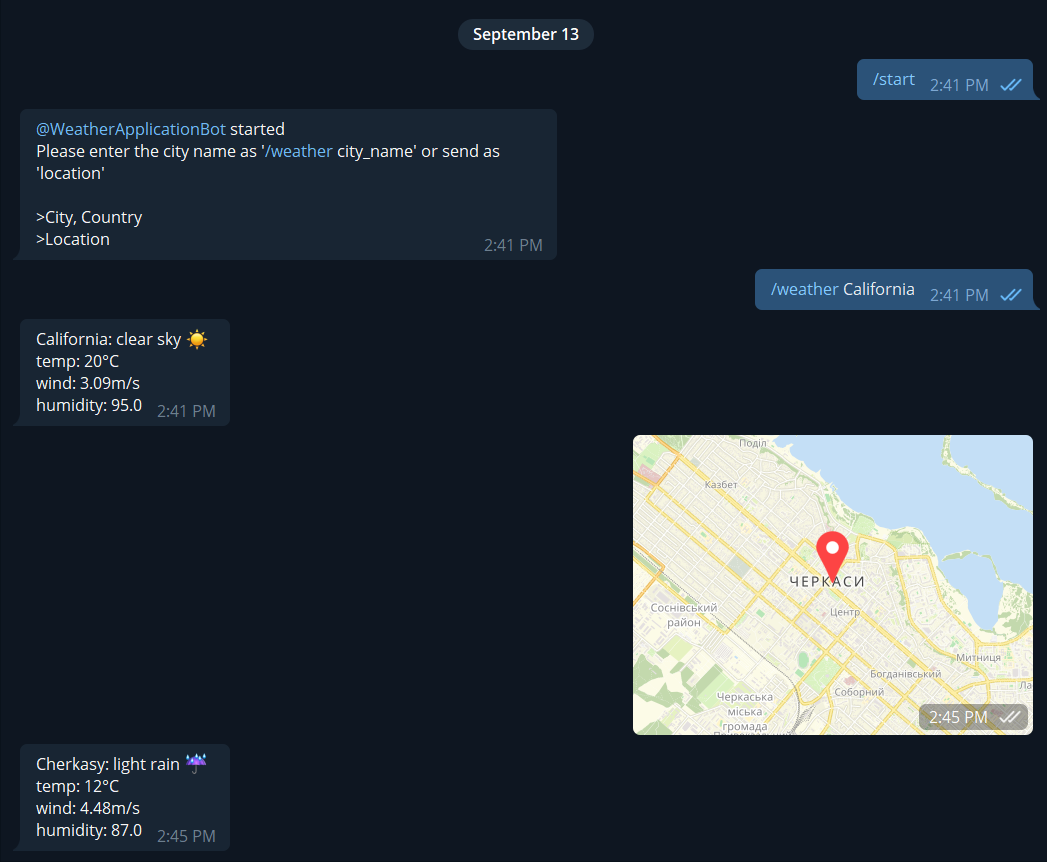 September 13
/start 2:41 PM
@WeatherApplicationBot started
Please enter the city name as '/weather city_name' or send as
'location'
>City, Country
>Location
2:41 PM
/weather California 2:41 PM
California: clear sky ☀️
temp: 20°C
wind: 3.09m/s
humidity: 95.0 2:41 PM
Поділ
Казбет
ЧЕРКАСИ
Центр
Соснівський
район
Митниця
Богданівський
Соборний
Черкаська
міська
громада
2:45 PM
Cherkasy: light rain ☔
temp: 12°C
wind: 4.48m/s
humidity: 87.0 2:45 PM